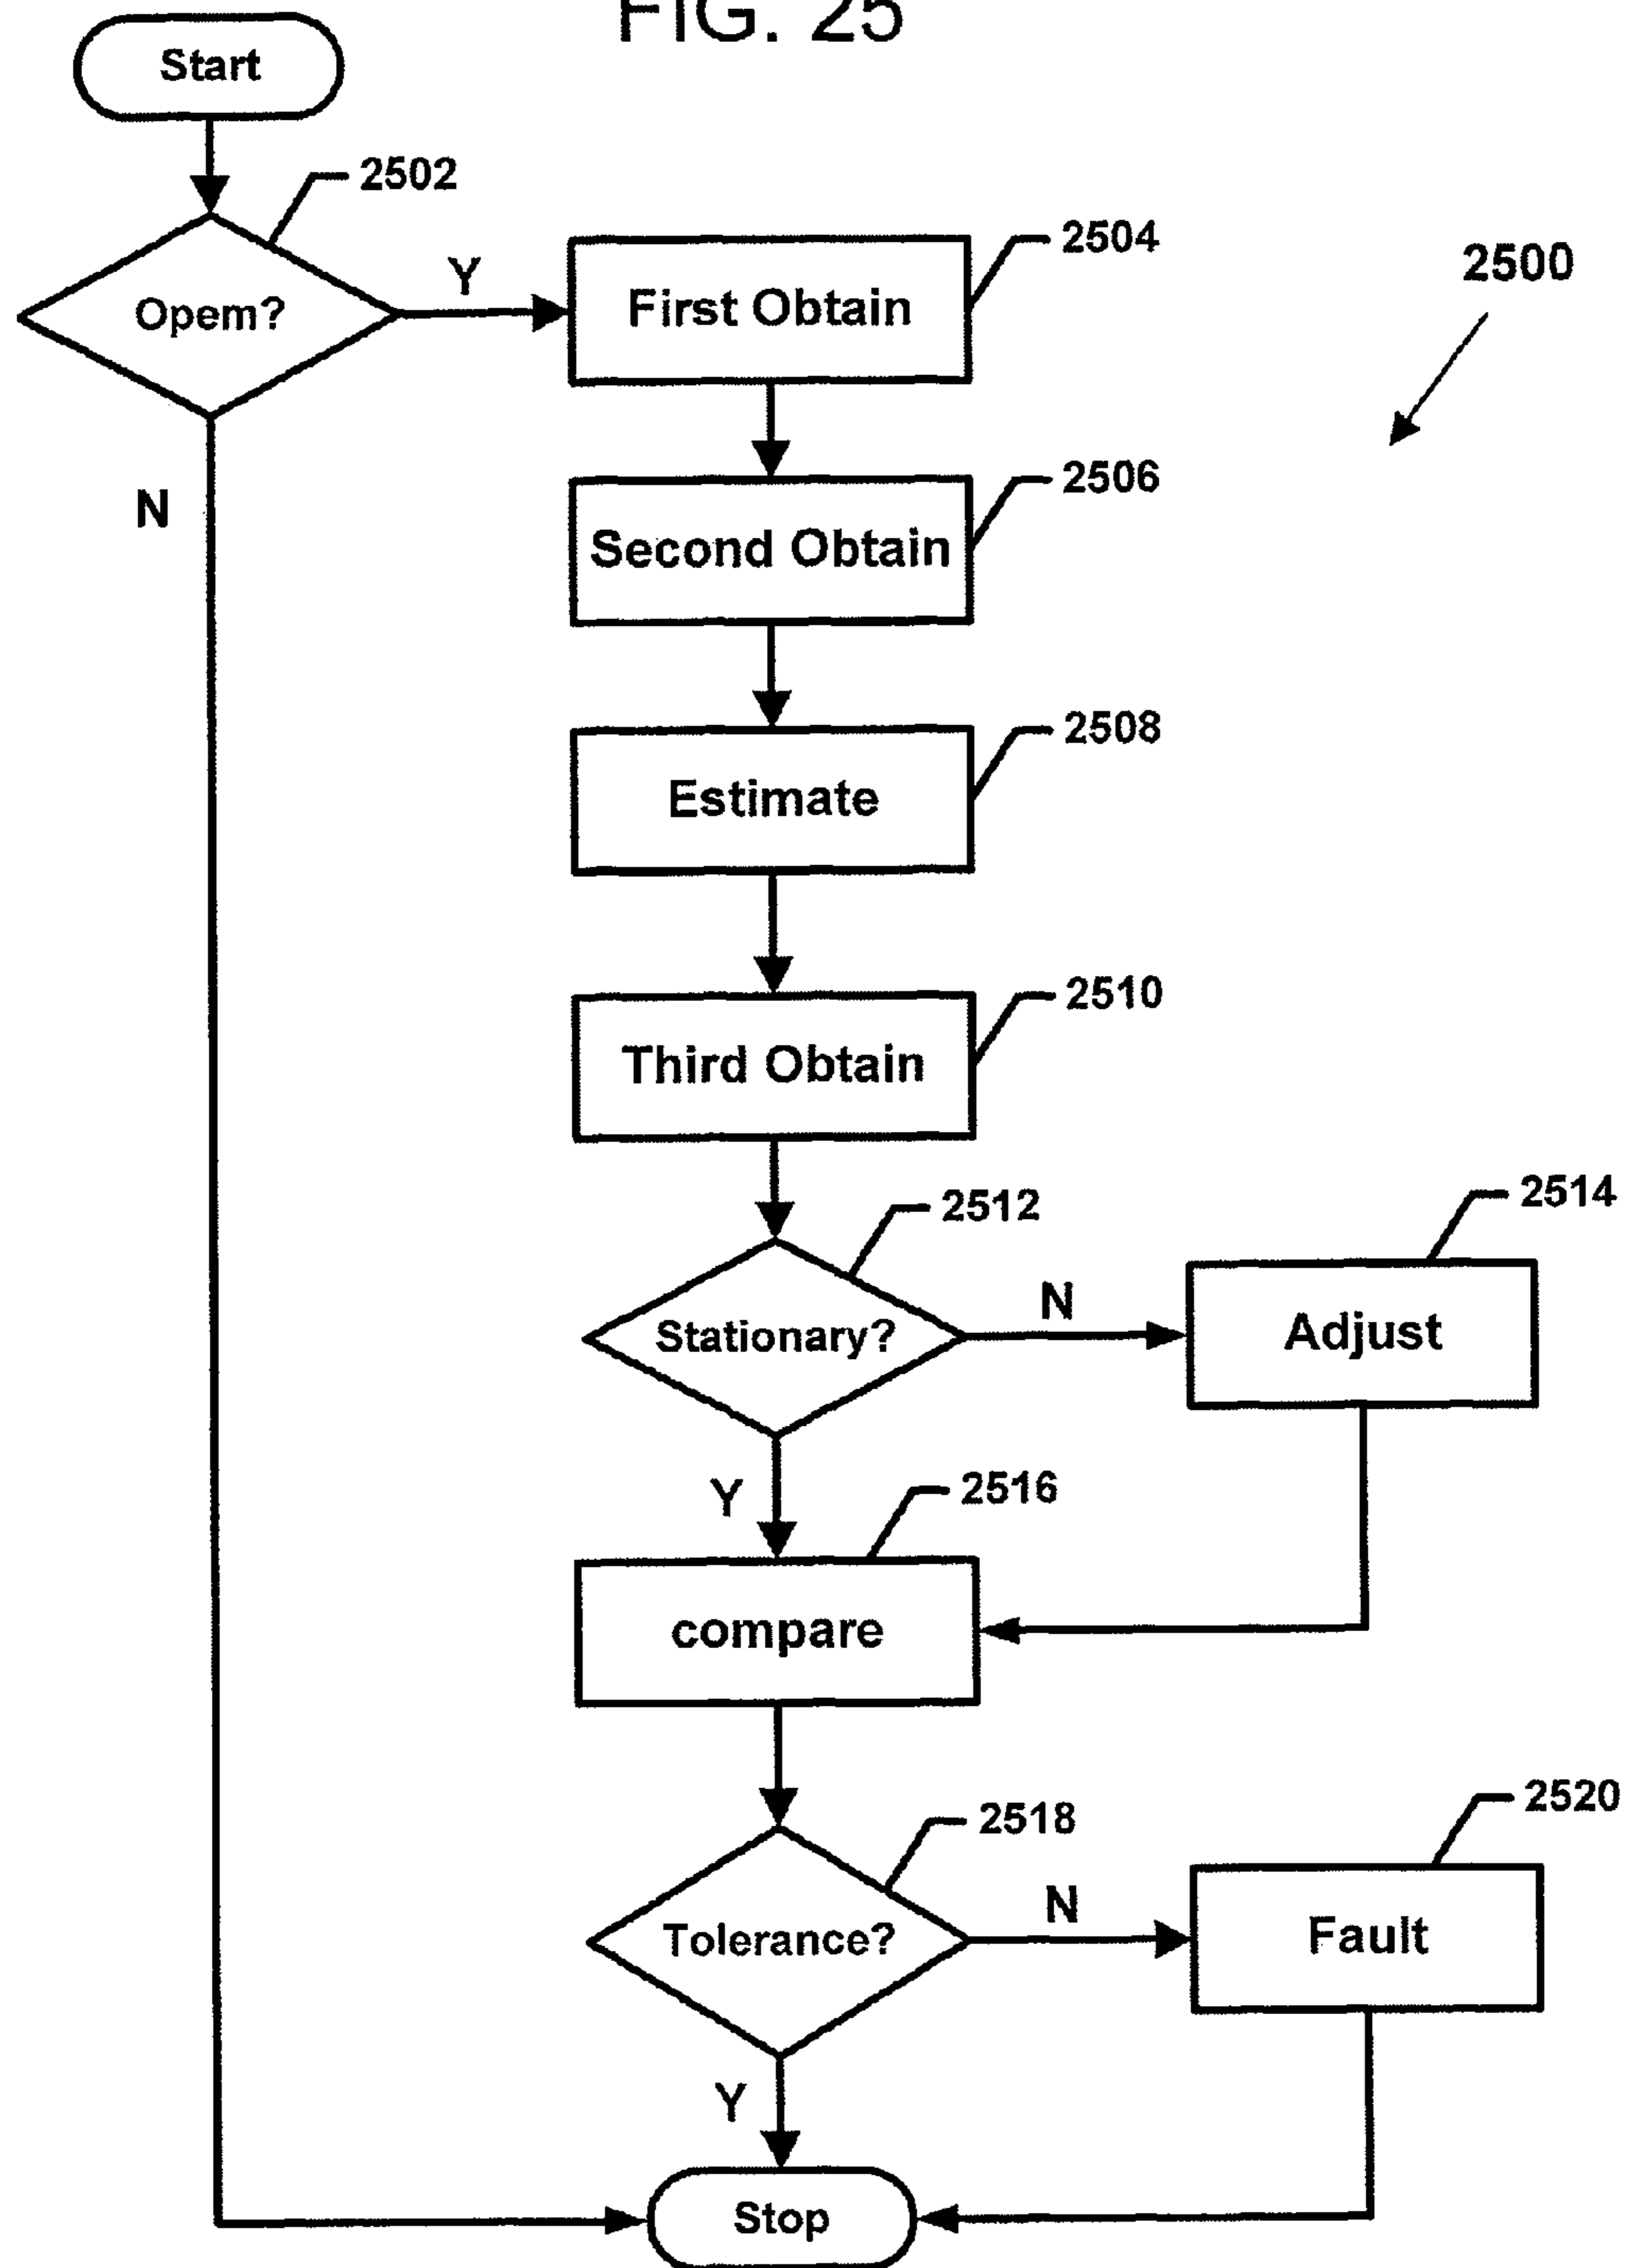 FIG. 25
Start
2502
Opem?
Y
N
First Obtain
2504
2500
Second Obtain
2506
Estimate
2508
Third Obtain
2510
Stationary?
2512
N
Adjust
2514
Y
compare
2516
Tolerance?
2518
N
Fault
2520
Y
Stop